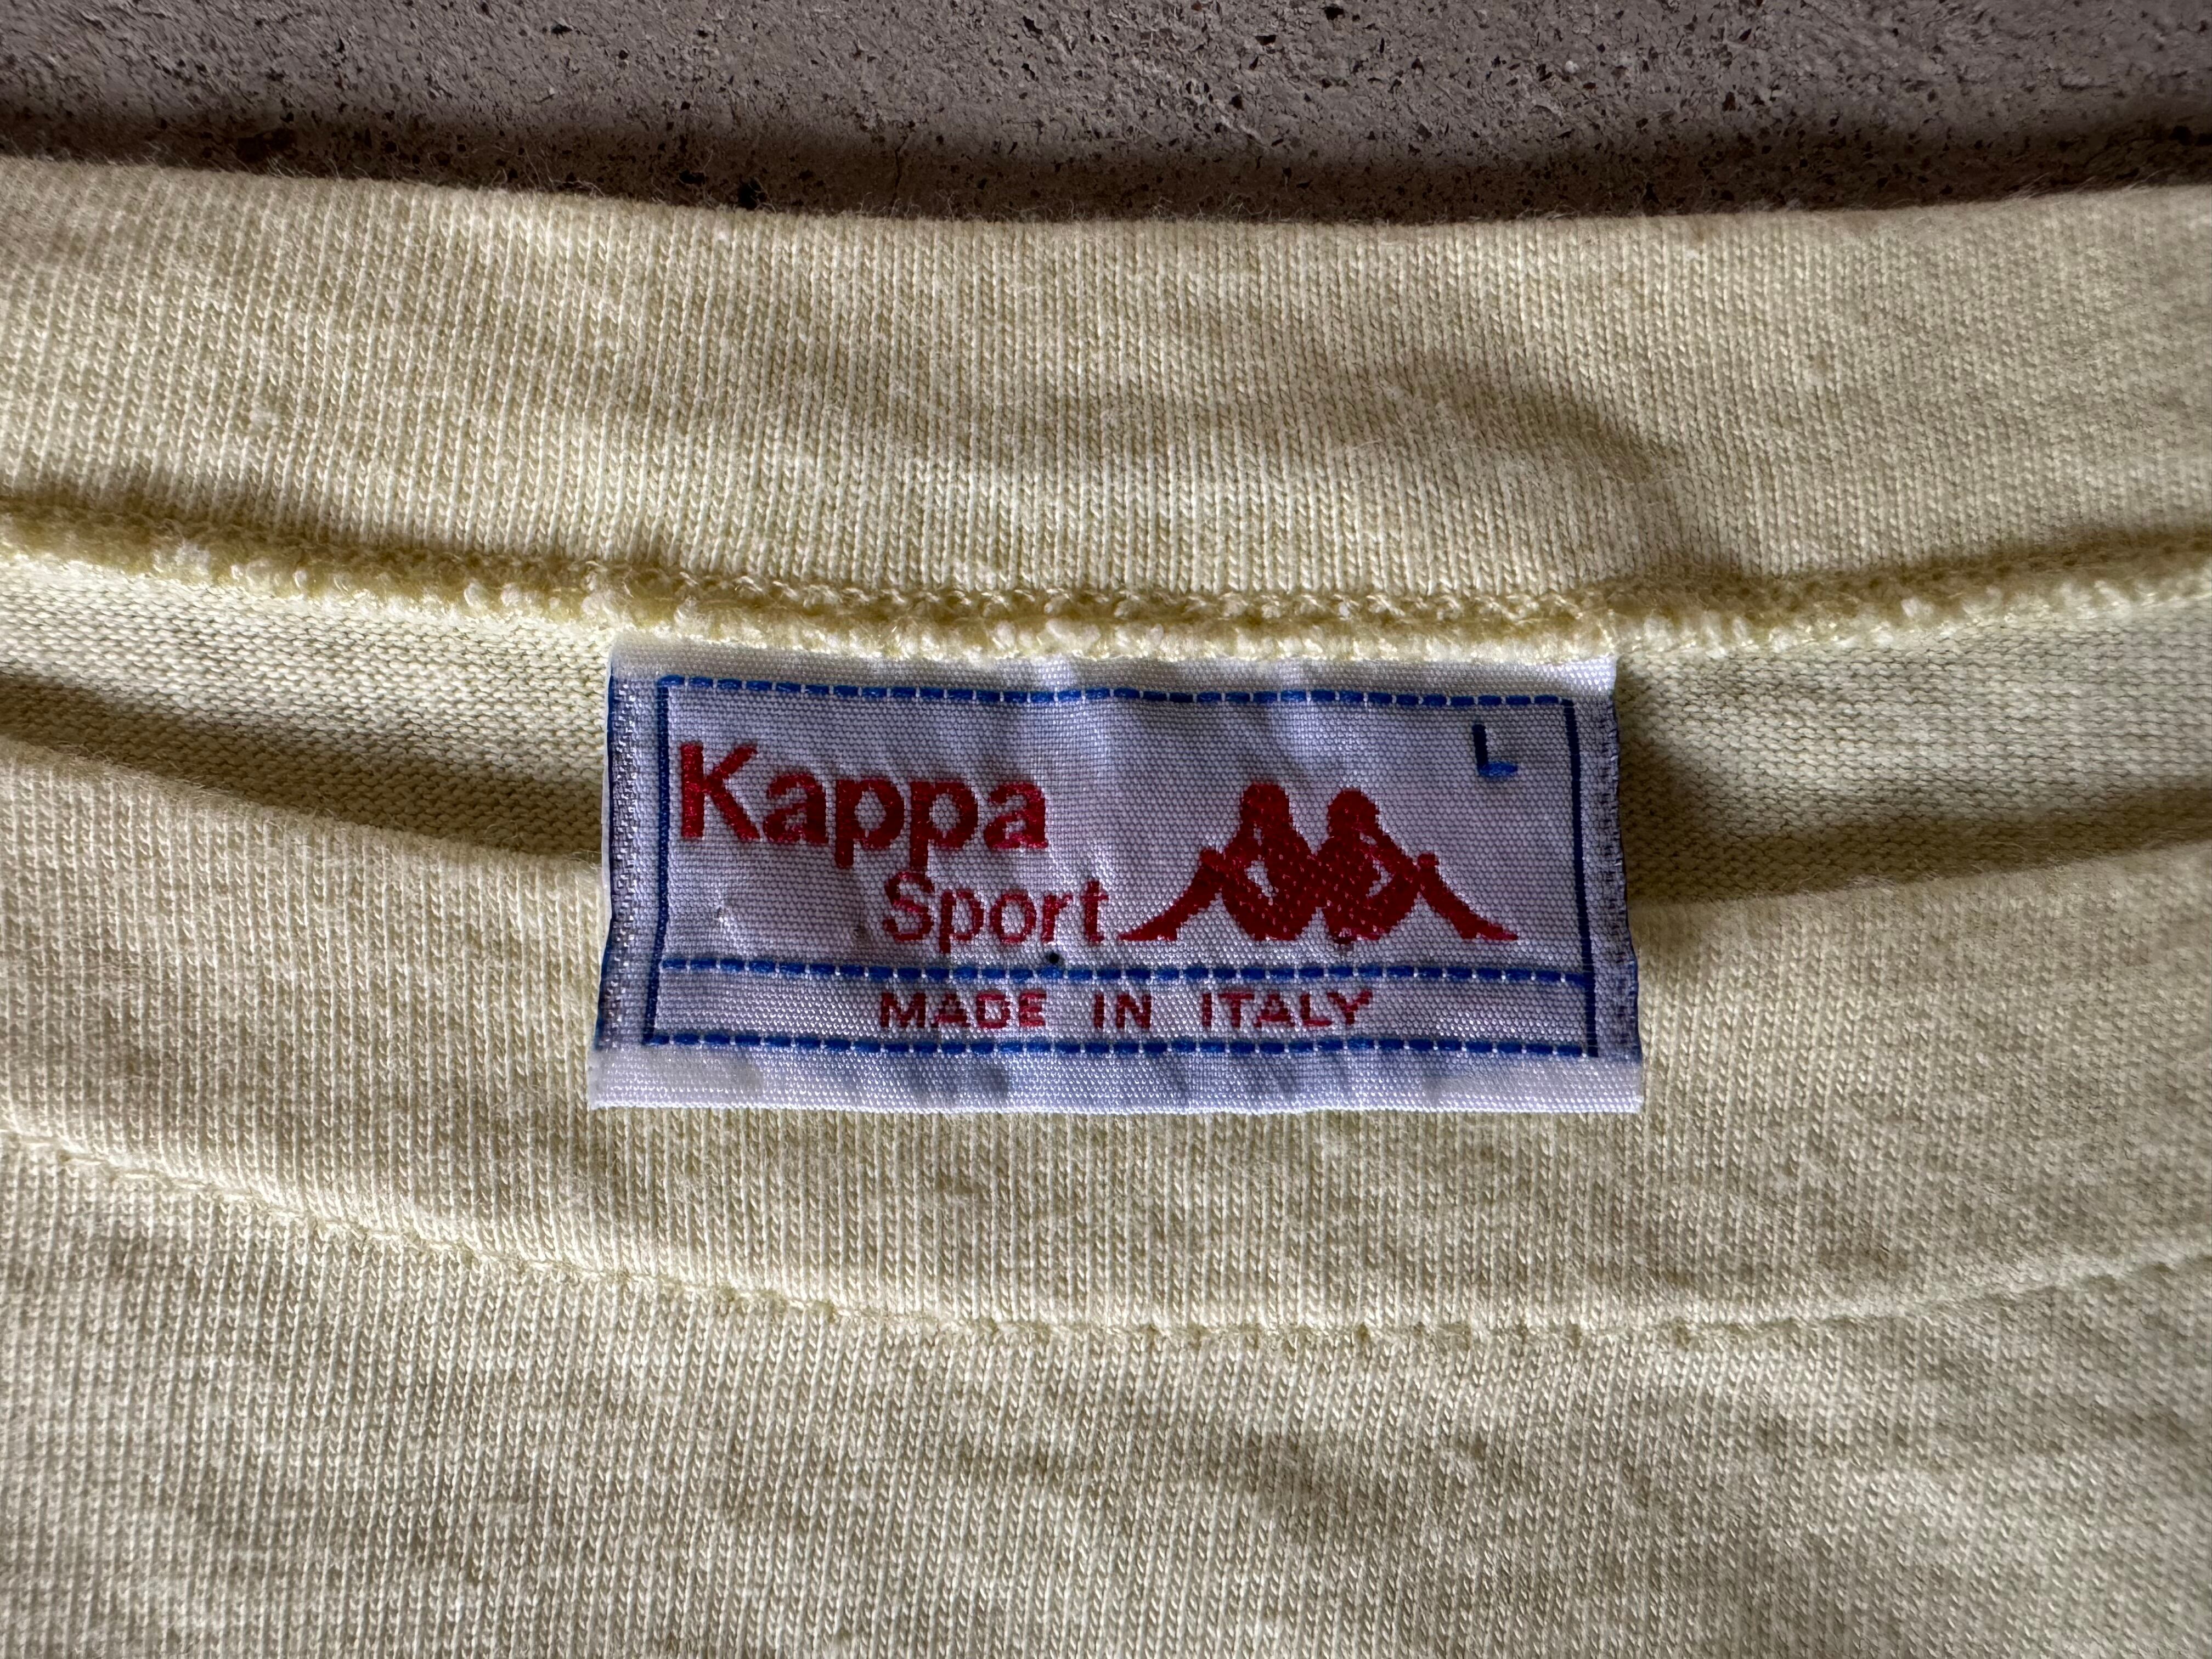 L
Kappa
Sport
MADE IN ITALY